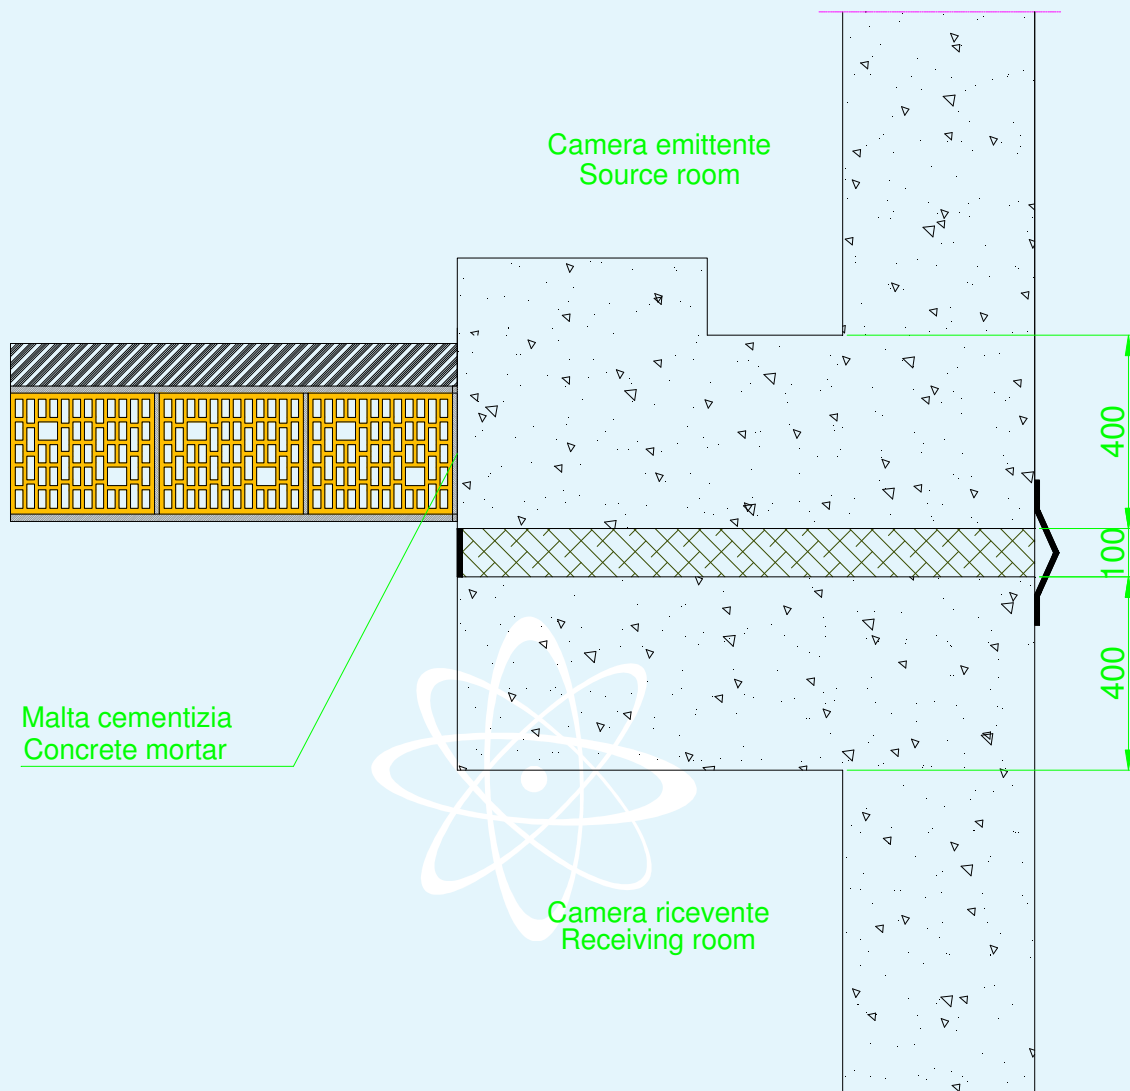 Camera emittente
Source room
400
100
400
Malta cementizia
Concrete mortar
Camera ricevente
Receiving room